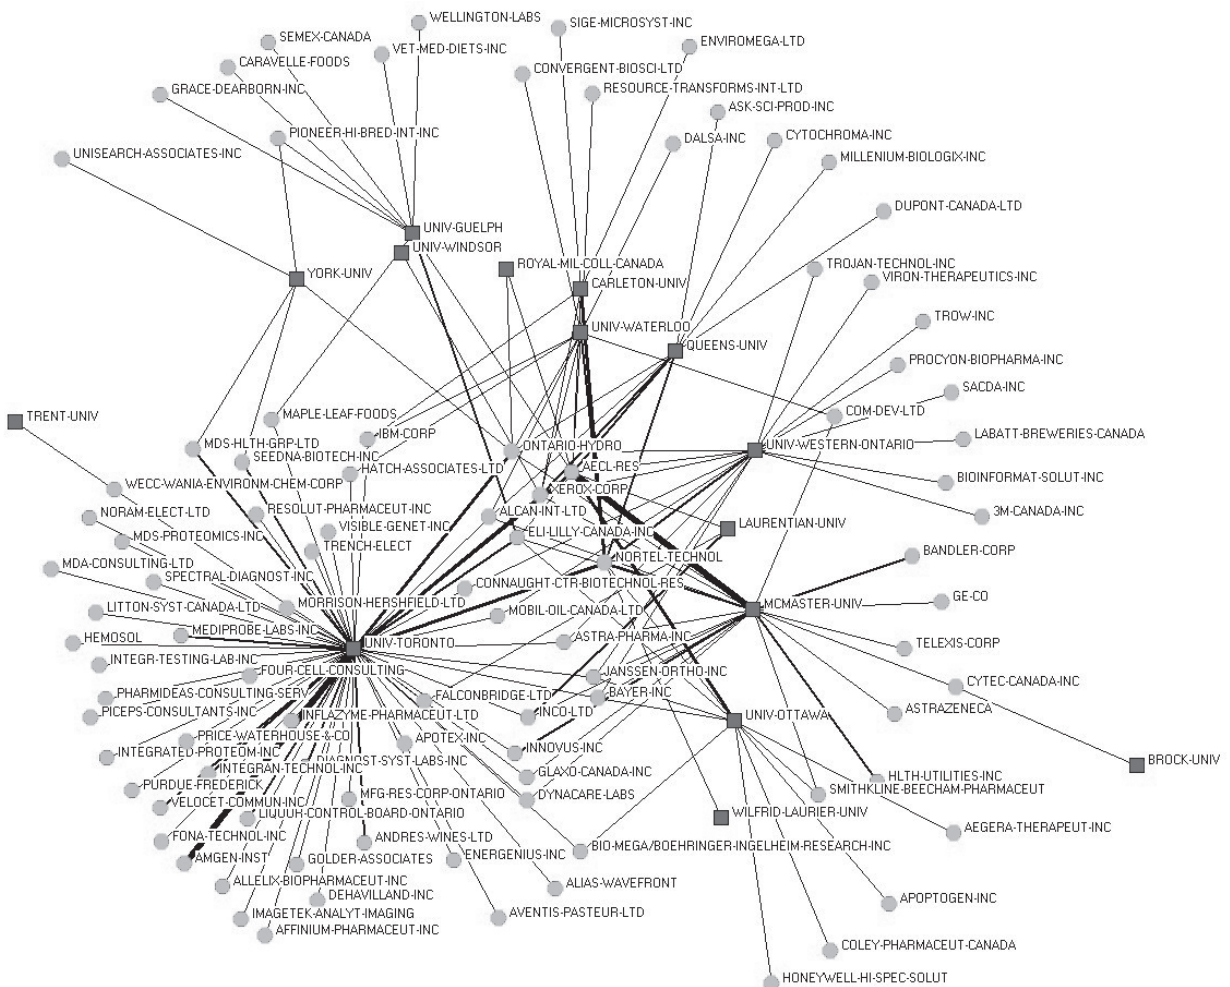 WELLINGTON-LABS
SIGE-MICROSYST-INC
SEMEX-CANADA
ENVIROMEGA-LTD
VET-MED-DIETS-INC
CARAVELLE-FOODS
CONVERGENT-BIOSCI-LTD
GRACE-DEARBORN-INC
RESOURCE-TRANSFORMS-INT-LTD
ASK-SCI-PROD-INC
PIONEER-HI-BRED-INT-INC
DALSA-INC
CYTOCHROMA-INC
UNISEARCH-ASSOCIATES-INC
MILLENIUM-BIOLOGIX-INC
DUPONT-CANADA-LTD
UNIV-GUELPH
UNIV-WINDSOR
ROYAL-MIL-COLL-CANADA
TROJAN-TECHNOL-INC
YORK-UNIV
CARLETON-UNIV
VIRON-THERAPEUTICS-INC
TROW-INC
UNIV-WATERLOO
QUEENS-UNIV
PROCYON-BIOPHARMA-INC
SACDA-INC
TRENT-UNIV
MAPLE-LEAF-FOODS
COM-DEV-LTD
IBM-CORP
LABATT-BREWERIES-CANADA
MDS-HLTH-GRP-LTD
ONTARIO-HYDRO
UNIV-WESTERN-ONTARIO
SEEDNA-BIOTECH-INC
HATCH-ASSOCIATES-LTD
AECL-RES
BIOINFORMAT-SOLUT-INC
WECC-WANIA-ENVIRONM-CHEM-CORP
XEROX-CORP
NORAM-ELECT-LTD
RESOLUT-PHARMACEUT-INC
ALCAN-INT-LTD
3M-CANADA-INC
VISIBLE-GENET-INC
LAURENTIAN-UNIV
MDS-PROTEOMICS-INC
ELI-LILLY-CANADA-INC
TRENCH-ELECT
NORTEL-TECHNOL
BANDLER-CORP
MDA-CONSULTING-LTD
SPECTRAL-DIAGNOST-INC
CONNAUGHT-CTR-BIOTECHNOL-RES
LITTON-SYST-CANADA-LTD
MORRISON-HERSHFIELD-LTD
MOBIL-OIL-CANADA-LTD
MCMASTER-UNIV
GE-CO
HEMOSOL
MEDIPROBE-LABS-INC
UNIV-TORONTO
ASTRA-PHARMA-INC
TELEXIS-CORP
INTEGR-TESTING-LAB-INC
FOUR-CELL-CONSULTING
JANSSEN-ORTHO-INC
CYTEC-CANADA-INC
PHARMIDEAS-CONSULTING-SERV
FALCONBRIDGE-LTD
BAYER-INC
PICEPS-CONSULTANTS-INC
INFLAZYME-PHARMACEUT-LTD
INCO-LTD
UNIV-OTTAWA
ASTRAZENECA
PRICE-WATERHOUSE-&-CO
APOTEX-INC
INTEGRATED-PROTEOM-INC
DIAGNOST-SYST-LABS-INC
INNOVUS-INC
BROCK-UNIV
INTEGRAN-TECHNOL-INC
GLAXO-CANADA-INC
HLTH-UTILITIES-INC
PURDUE-FREDERICK
MFG-RES-CORP-ONTARIO
DYNACARE-LABS
SMITHKLINE-BEECHAM-PHARMACEUT
VELOCET-COMMUN-INC
LIQUUH-CONTROL-BOARD-ONTARIO
WILFRID-LAURIER-UNIV
FONA-TECHNOL-INC
ANDRES-WINES-LTD
AEGERA-THERAPEUT-INC
BIO-MEGA/BOEHRINGER-INGELHEIM-RESEARCH-INC
AMGEN-INST
GOLDER-ASSOCIATES
ENERGENIUS-INC
ALLELIX-BIOPHARMACEUT-INC
ALIAS-WAVEFRONT
DEHAVILLAND-INC
APOPTOGEN-INC
IMAGETEK-ANALYT-IMAGING
AVENTIS-PASTEUR-LTD
AFFINIUM-PHARMACEUT-INC
COLEY-PHARMACEUT-CANADA
HONEYWELL-HI-SPEC-SOLUT